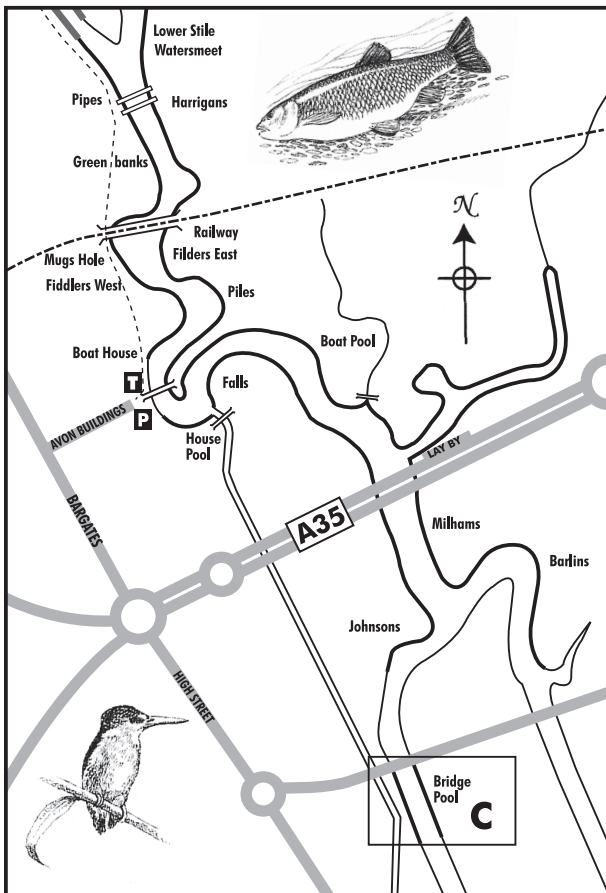 Lower Stile
Watersmeet
Pipes
Harrigans
Green banks
N
Railway
Mugs Hole
Filders East
Fiddlers West
Piles
Boat House
Boat Pool
T
Falls
P
AVON BUILDINGS
House
Pool
LAY BY
BARGATES
A35
Milhams
Barlins
Johnsons
HIGH STREET
Bridge
Pool
C